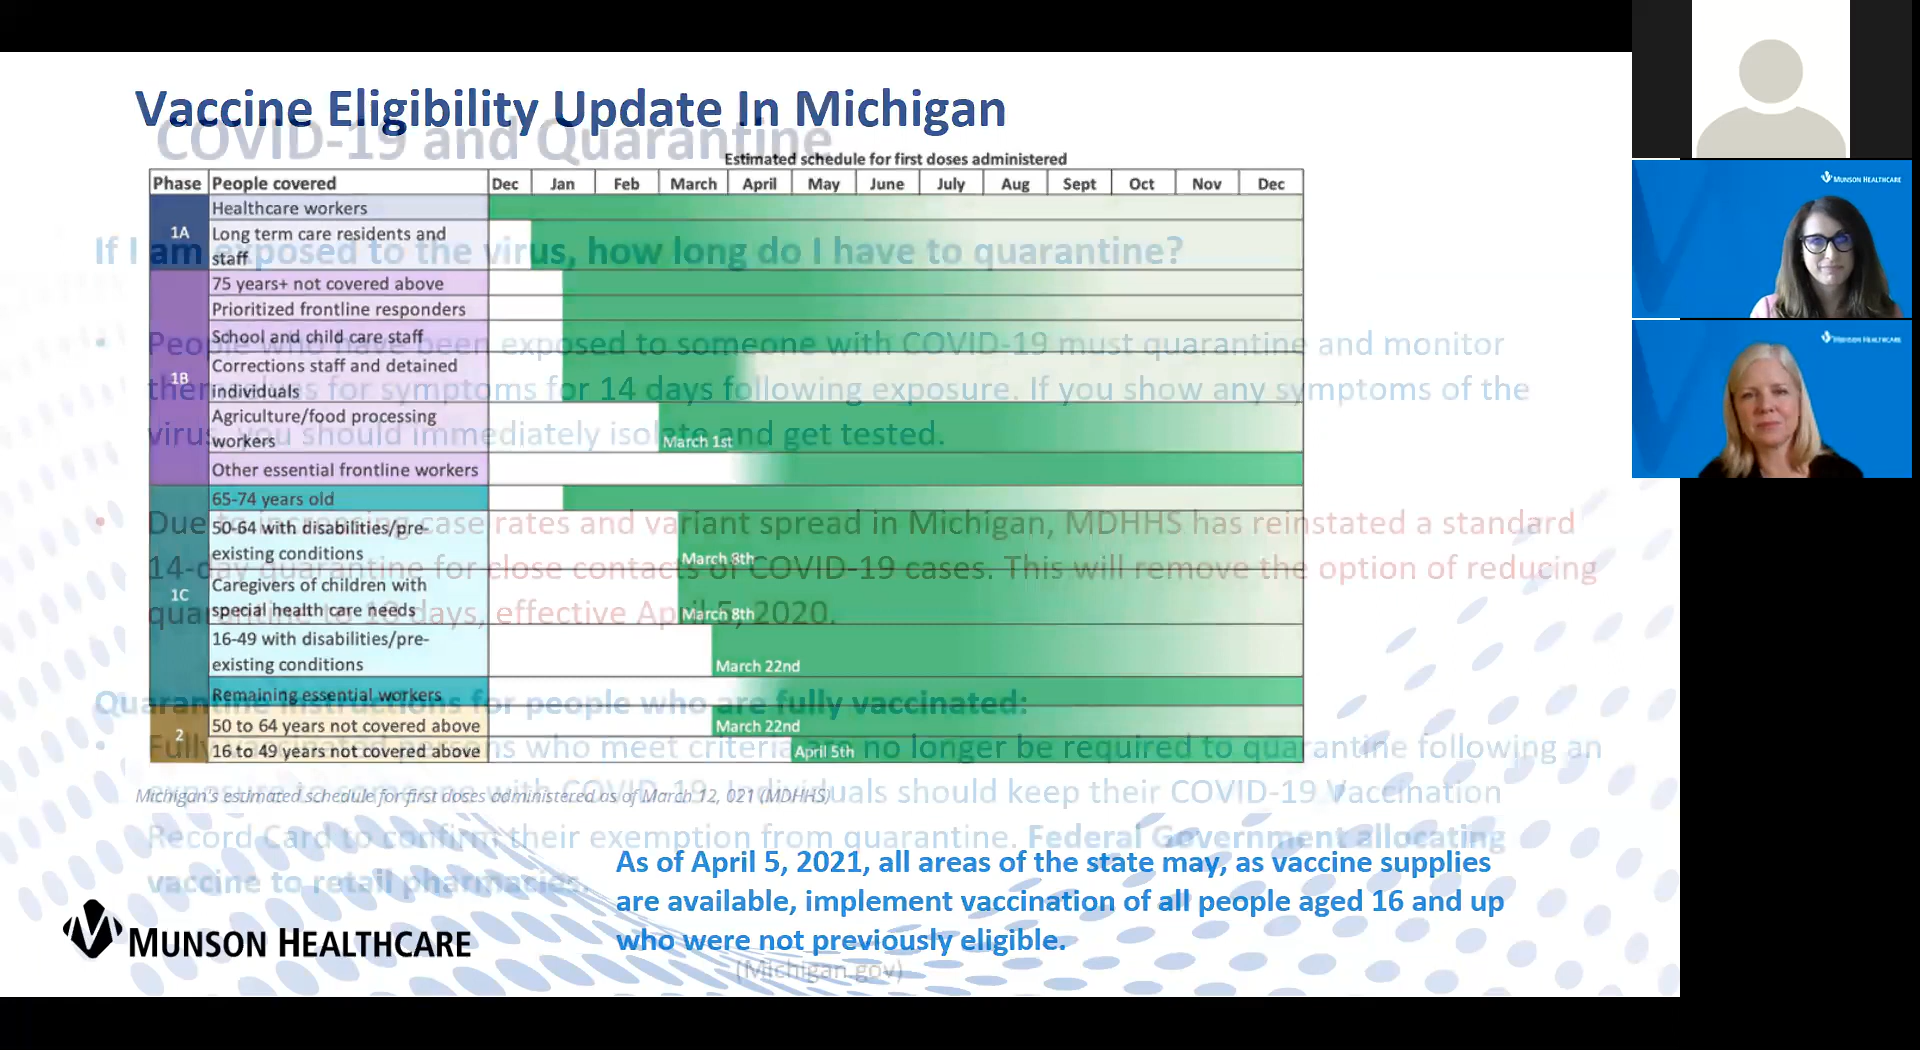 Vaccine Eligibility Update In Michigan
COVID-19 and Quarantine
Estimated schedule for first doses administered
Phase People covered Dec Jan Feb March April May June July Aug Sept Oct Nov Dec
1A
Healthcare workers
Long term care residents and
staff
If I am exposed to the virus, how long do I have to quarantine?
1B
75 years+ not covered above
Prioritized frontline responders
School and child care staff
Corrections staff and detained
individuals
Agriculture/food processing
workers
March 1st
Other essential frontline workers
• People who have been exposed to someone with COVID-19 must quarantine and monitor
themselves for symptoms for 14 days following exposure. If you show any symptoms of the
virus, you should immediately isolate and get tested.
1C
65-74 years old
50-64 with disabilities/pre-
existing conditions
March 8th
Caregivers of children with
special health care needs
March 8th
16-49 with disabilities/pre-
existing conditions
March 22nd
Remaining essential workers
• Due to increasing case rates and variant spread in Michigan, MDHHS has reinstated a standard
14-day quarantine for close contacts of COVID-19 cases. This will remove the option of reducing
quarantine to 10 days, effective April 5, 2020.
2
50 to 64 years not covered above
March 22nd
16 to 49 years not covered above
April 5th
Quarantine instructions for people who are fully vaccinated:
• Fully vaccinated persons who meet criteria are no longer be required to quarantine following an
with COVID-19. Individuals should keep their COVID-19 Vaccination
Record Card to confirm their exemption from quarantine. Federal Government allocating
vaccine to retail pharmacies.
Michigan's estimated schedule for first doses administered as of March 12, 021 (MDHHS)
As of April 5, 2021, all areas of the state may, as vaccine supplies
are available, implement vaccination of all people aged 16 and up
who were not previously eligible.
(Michigan.gov)
MUNSON HEALTHCARE
MUNSON HEALTHCARE
MUNSON HEALTHCARE